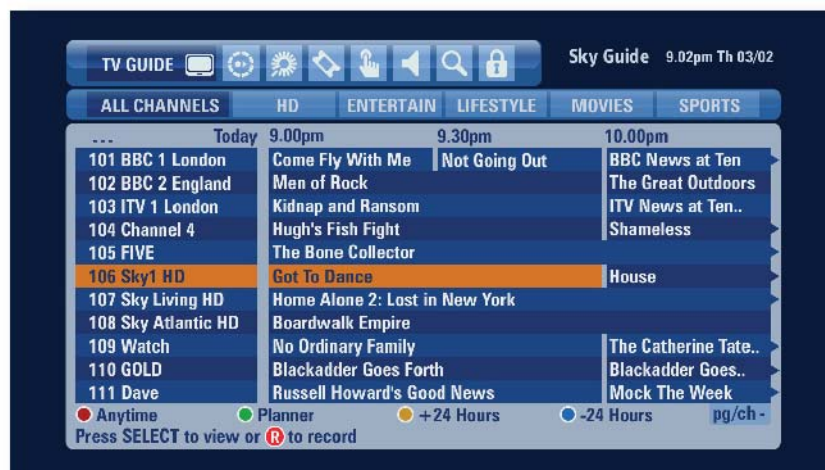 TV GUIDE
Sky Guide 9.02pm Th 03/02
ALL CHANNELS HD ENTERTAIN LIFESTYLE MOVIES SPORTS
... Today 9.00pm 9.30pm 10.00pm
101 BBC 1 London Come Fly With Me Not Going Out BBC News at Ten
102 BBC 2 England Men of Rock The Great Outdoors
103 ITV 1 London Kidnap and Ransom ITV News at Ten..
104 Channel 4 Hugh's Fish Fight Shameless
105 FIVE The Bone Collector
106 Sky1 HD Got To Dance House
107 Sky Living HD Home Alone 2: Lost in New York
108 Sky Atlantic HD Boardwalk Empire
109 Watch No Ordinary Family The Catherine Tate..
110 GOLD Blackadder Goes Forth Blackadder Goes..
111 Dave Russell Howard's Good News Mock The Week
Anytime Planner +24 Hours -24 Hours pg/ch -
Press SELECT to view or R to record